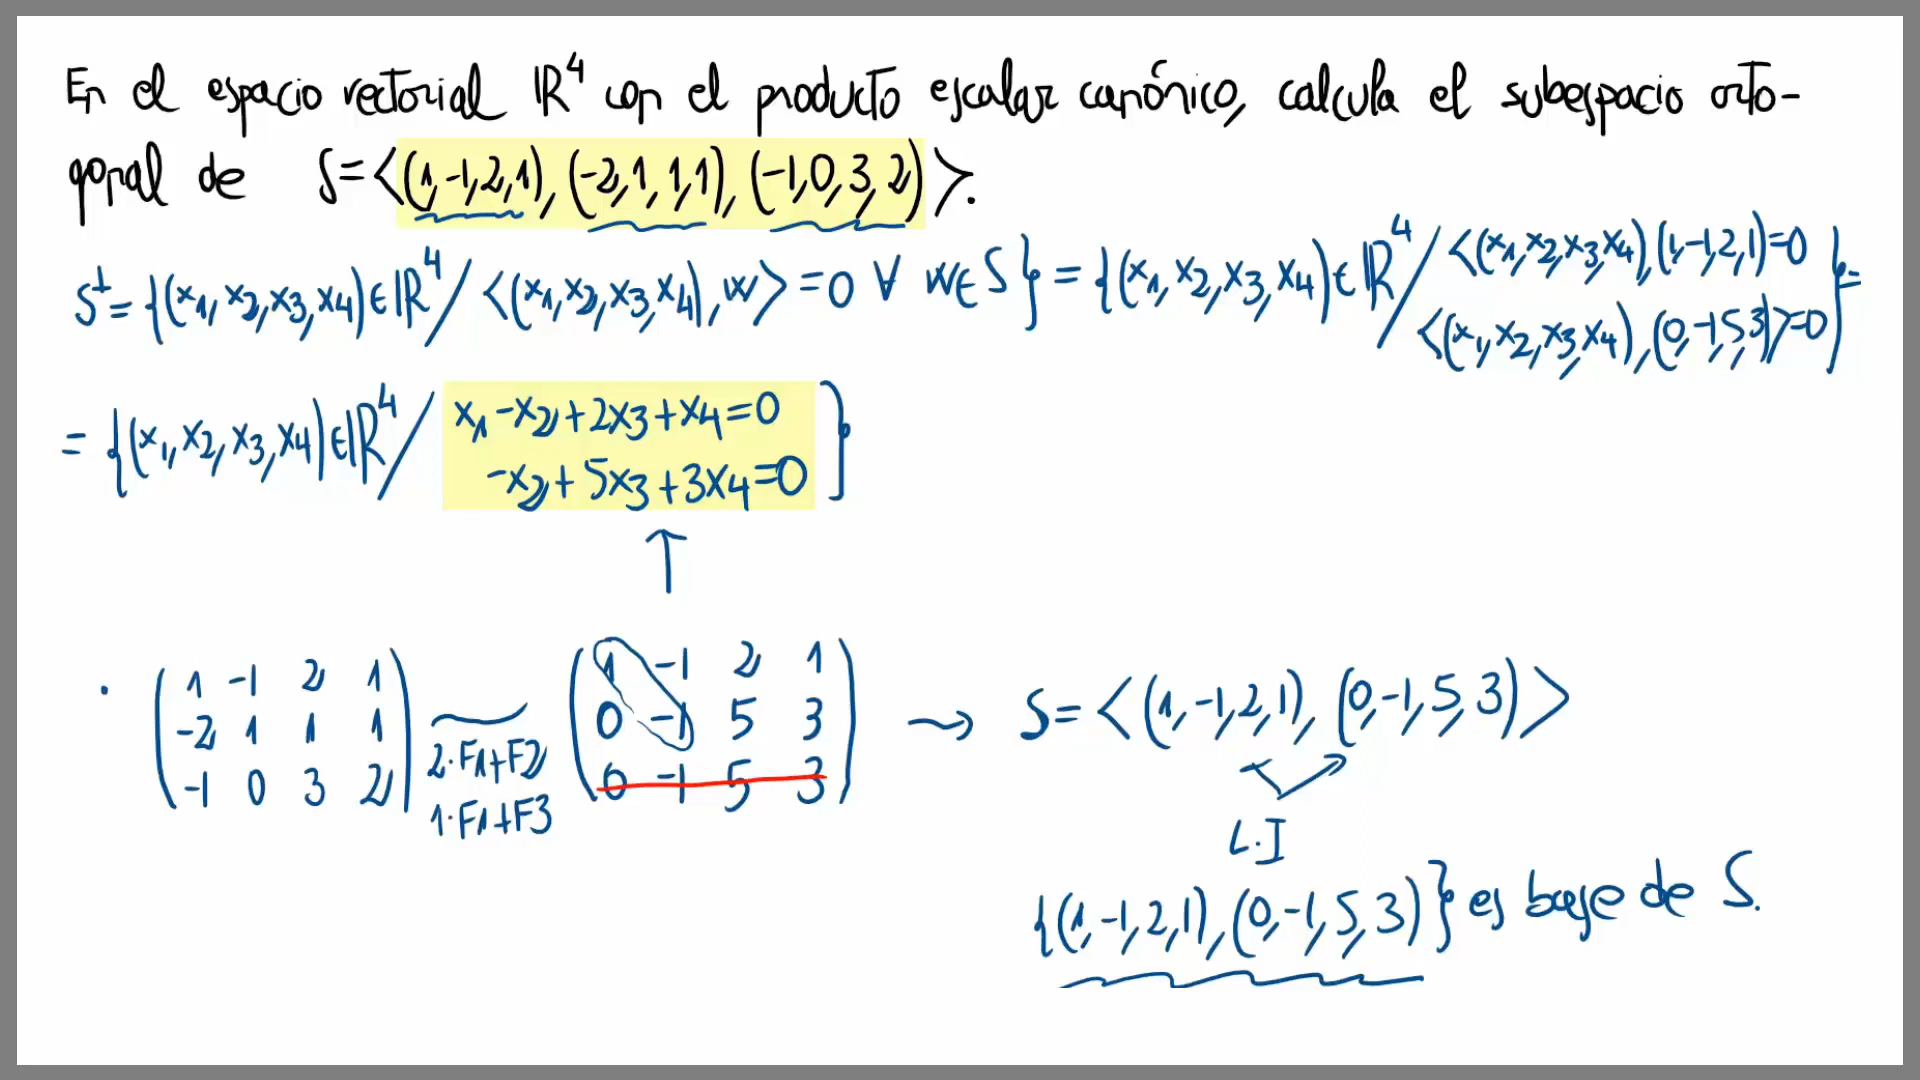 En el espacio vectorial ℝ⁴ con el producto escalar canónico, calcula el subespacio orto-
gonal de S=<(1,-1,2,1),(-2,1,1,1),(-1,0,3,2)>.
S⊥={(x₁,x₂,x₃,x₄)∈ℝ⁴/<(x₁,x₂,x₃,x₄),w>=0 ∀ w∈S}={(x₁,x₂,x₃,x₄)∈ℝ⁴/<(x₁,x₂,x₃,x₄),(1,-1,2,1)=0
<(x₁,x₂,x₃,x₄),(0,-1,5,3)>=0}=
={(x₁,x₂,x₃,x₄)∈ℝ⁴/ x₁-x₂+2x₃+x₄=0
-x₂+5x₃+3x₄=0}
↑
· (1 -1 2 1
-2 1 1 1
-1 0 3 2)
2·F1+F2
1·F1+F3
(1 -1 2 1
0 -1 5 3
0 -1 5 3)
→ S=<(1,-1,2,1),(0,-1,5,3)>
L.I
{(1,-1,2,1),(0,-1,5,3)} es base de S.